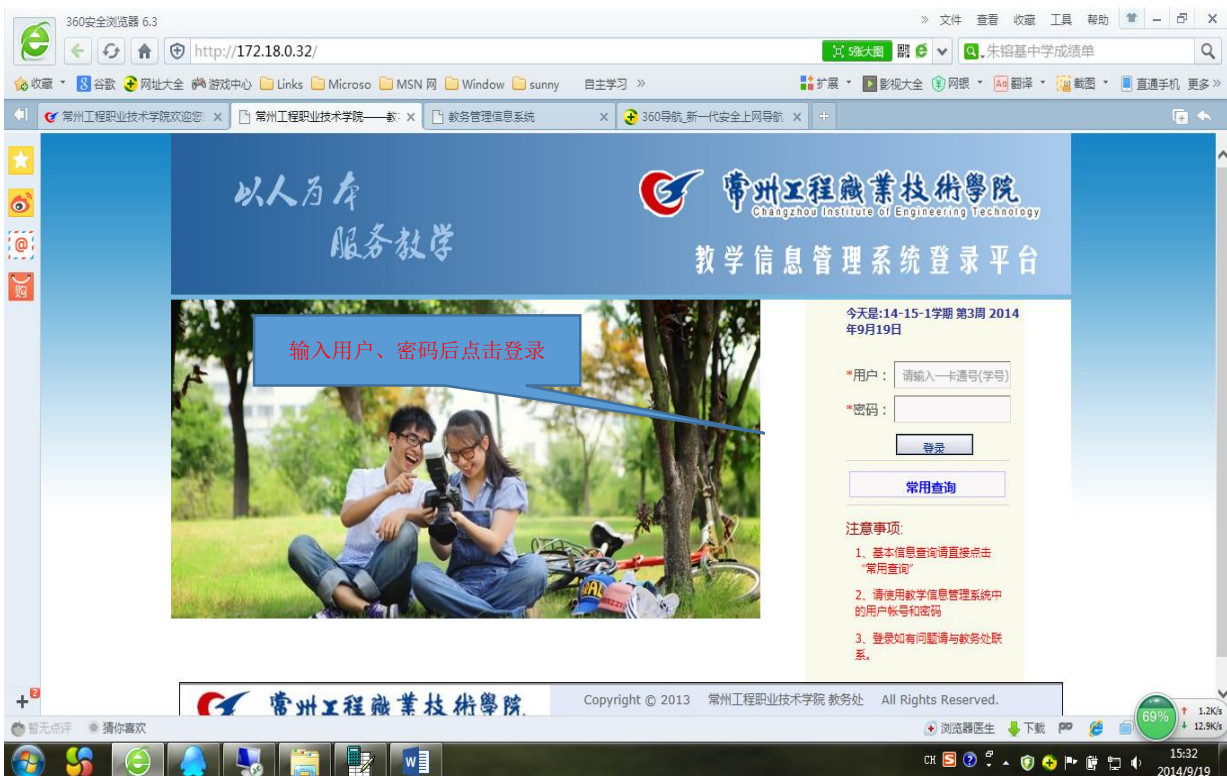 360安全浏览器 6.3
» 文件 查看 收藏 工具 帮助
http://172.18.0.32/
5张大图
朱镕基中学成绩单
收藏 谷歌 网址大全 游戏中心 Links Microso MSN 网 Window sunny 自主学习 »
扩展 影视大全 网银 翻译 截图 直通手机 更多 »
常州工程职业技术学院欢迎您 常州工程职业技术学院——教 教务管理信息系统 360导航_新一代安全上网导航
以人为本
服务教学
常州工程职業技術學院
Changzhou Institute of Engineering Technology
教学信息管理系统登录平台
输入用户、密码后点击登录
今天是:14-15-1学期 第3周 2014
年9月19日
*用户： 请输入一卡通号(学号)
*密码：
登录
常用查询
注意事项:
1、基本信息查询请直接点击
“常用查询”
2、请使用教学信息管理系统中
的用户帐号和密码
3、登录如有问题请与教务处联
系。
常州工程职業技術學院
Copyright © 2013 常州工程职业技术学院 教务处 All Rights Reserved.
2
购
暂无点评 猜你喜欢
浏览器医生 下载
69%
1.2K/s
12.9K/s
CH
15:32
2014/9/19